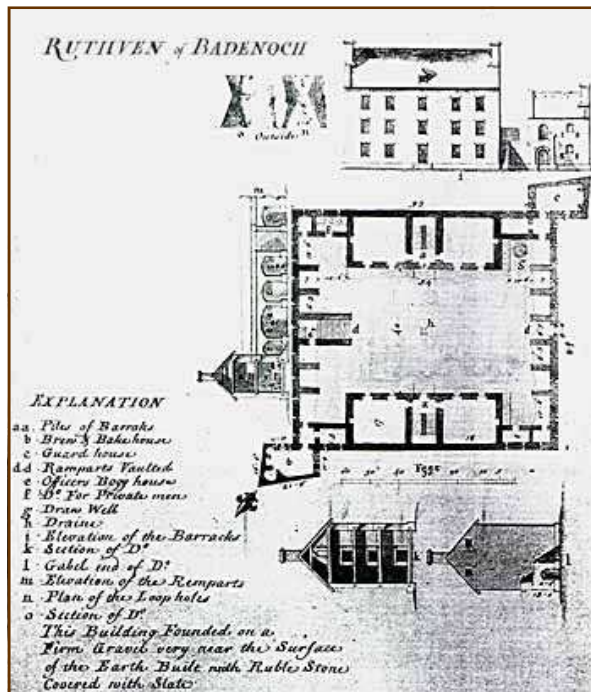 RUTHVEN of BADENOCH
Outside
EXPLANATION
aa. Piles of Barraks
b Brew & Bakehouse
c Guard house
dd Ramparts Vaulted
e Officers Bogg house
f Dº For Private men
g Draw Well
h Draine
i Elevation of the Barracks
k Section of Dº
l Gabel end of Dº
m Elevation of the Remparts
n Plan of the Loop holes
o Section of Dº
This Building Founded on a
Firm Gravel very near the Surface
of the Earth Built with Ruble Stone
Covered with Slate